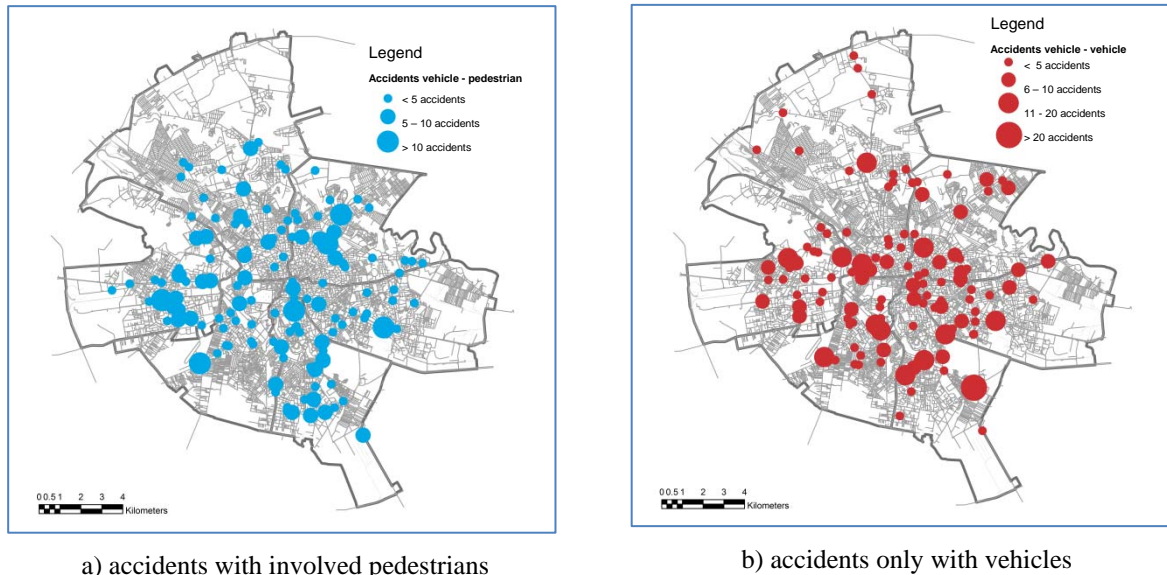 Legend
Accidents vehicle - pedestrian
< 5 accidents
5 – 10 accidents
> 10 accidents
0 0.5 1 2 3 4
Kilometers
a) accidents with involved pedestrians
Legend
Accidents vehicle - vehicle
< 5 accidents
6 – 10 accidents
11 - 20 accidents
> 20 accidents
0 0.5 1 2 3 4
Kilometers
b) accidents only with vehicles